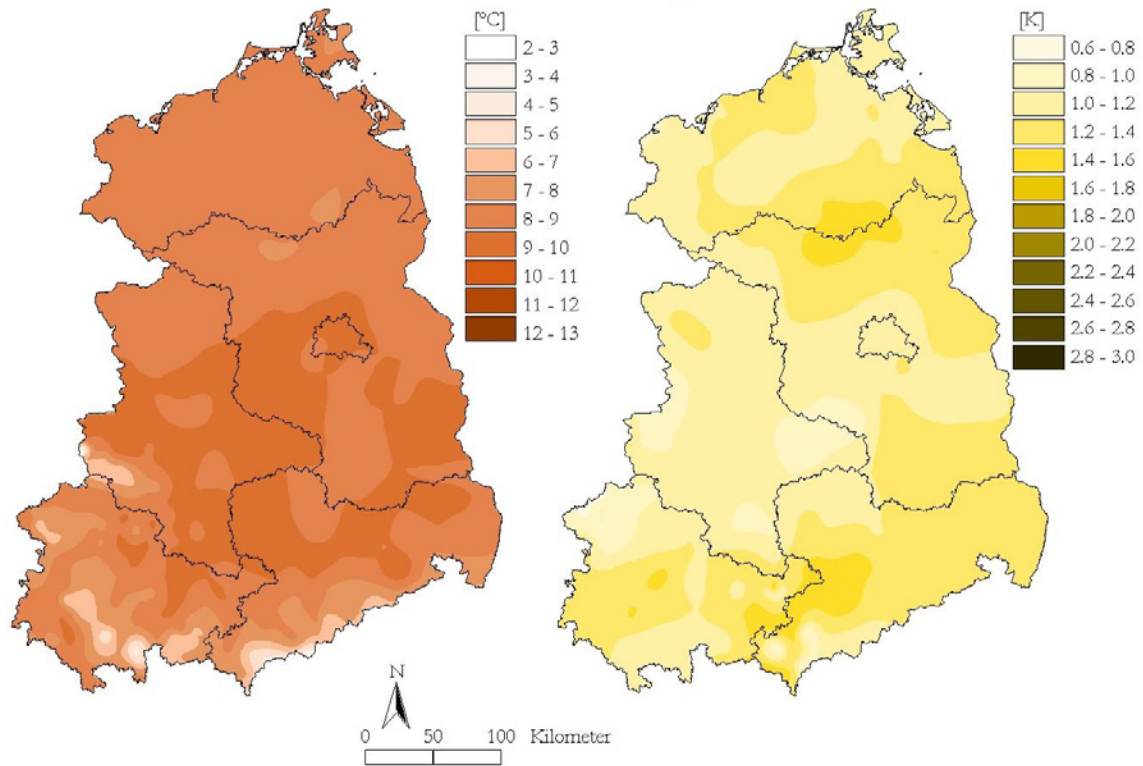 [°C]
2 - 3
3 - 4
4 - 5
5 - 6
6 - 7
7 - 8
8 - 9
9 - 10
10 - 11
11 - 12
12 - 13
[K]
0.6 - 0.8
0.8 - 1.0
1.0 - 1.2
1.2 - 1.4
1.4 - 1.6
1.6 - 1.8
1.8 - 2.0
2.0 - 2.2
2.2 - 2.4
2.4 - 2.6
2.6 - 2.8
2.8 - 3.0
N
0 50 100 Kilometer